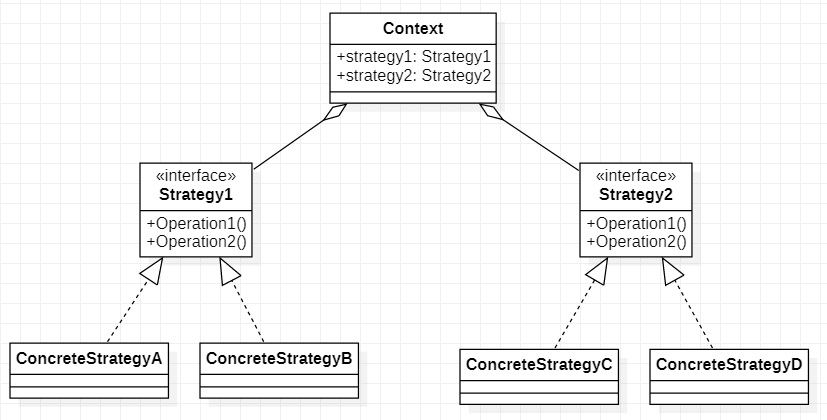 Context
+strategy1: Strategy1
+strategy2: Strategy2
«interface»
Strategy1
+Operation1()
+Operation2()
«interface»
Strategy2
+Operation1()
+Operation2()
ConcreteStrategyA
ConcreteStrategyB
ConcreteStrategyC
ConcreteStrategyD